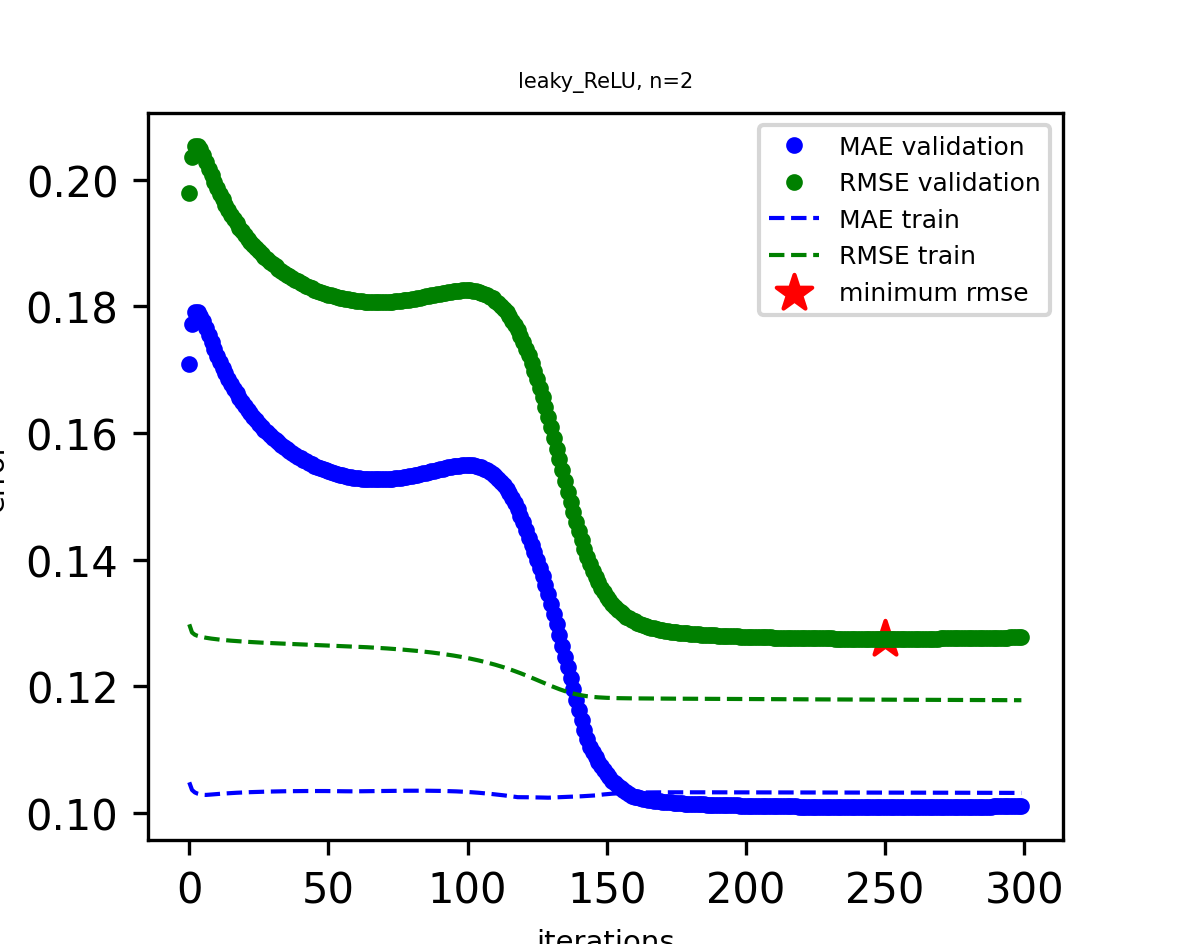 leaky_ReLU, n=2
MAE validation
RMSE validation
MAE train
RMSE train
minimum rmse
0.20
0.18
0.16
0.14
0.12
0.10
error
0 50 100 150 200 250 300
iterations